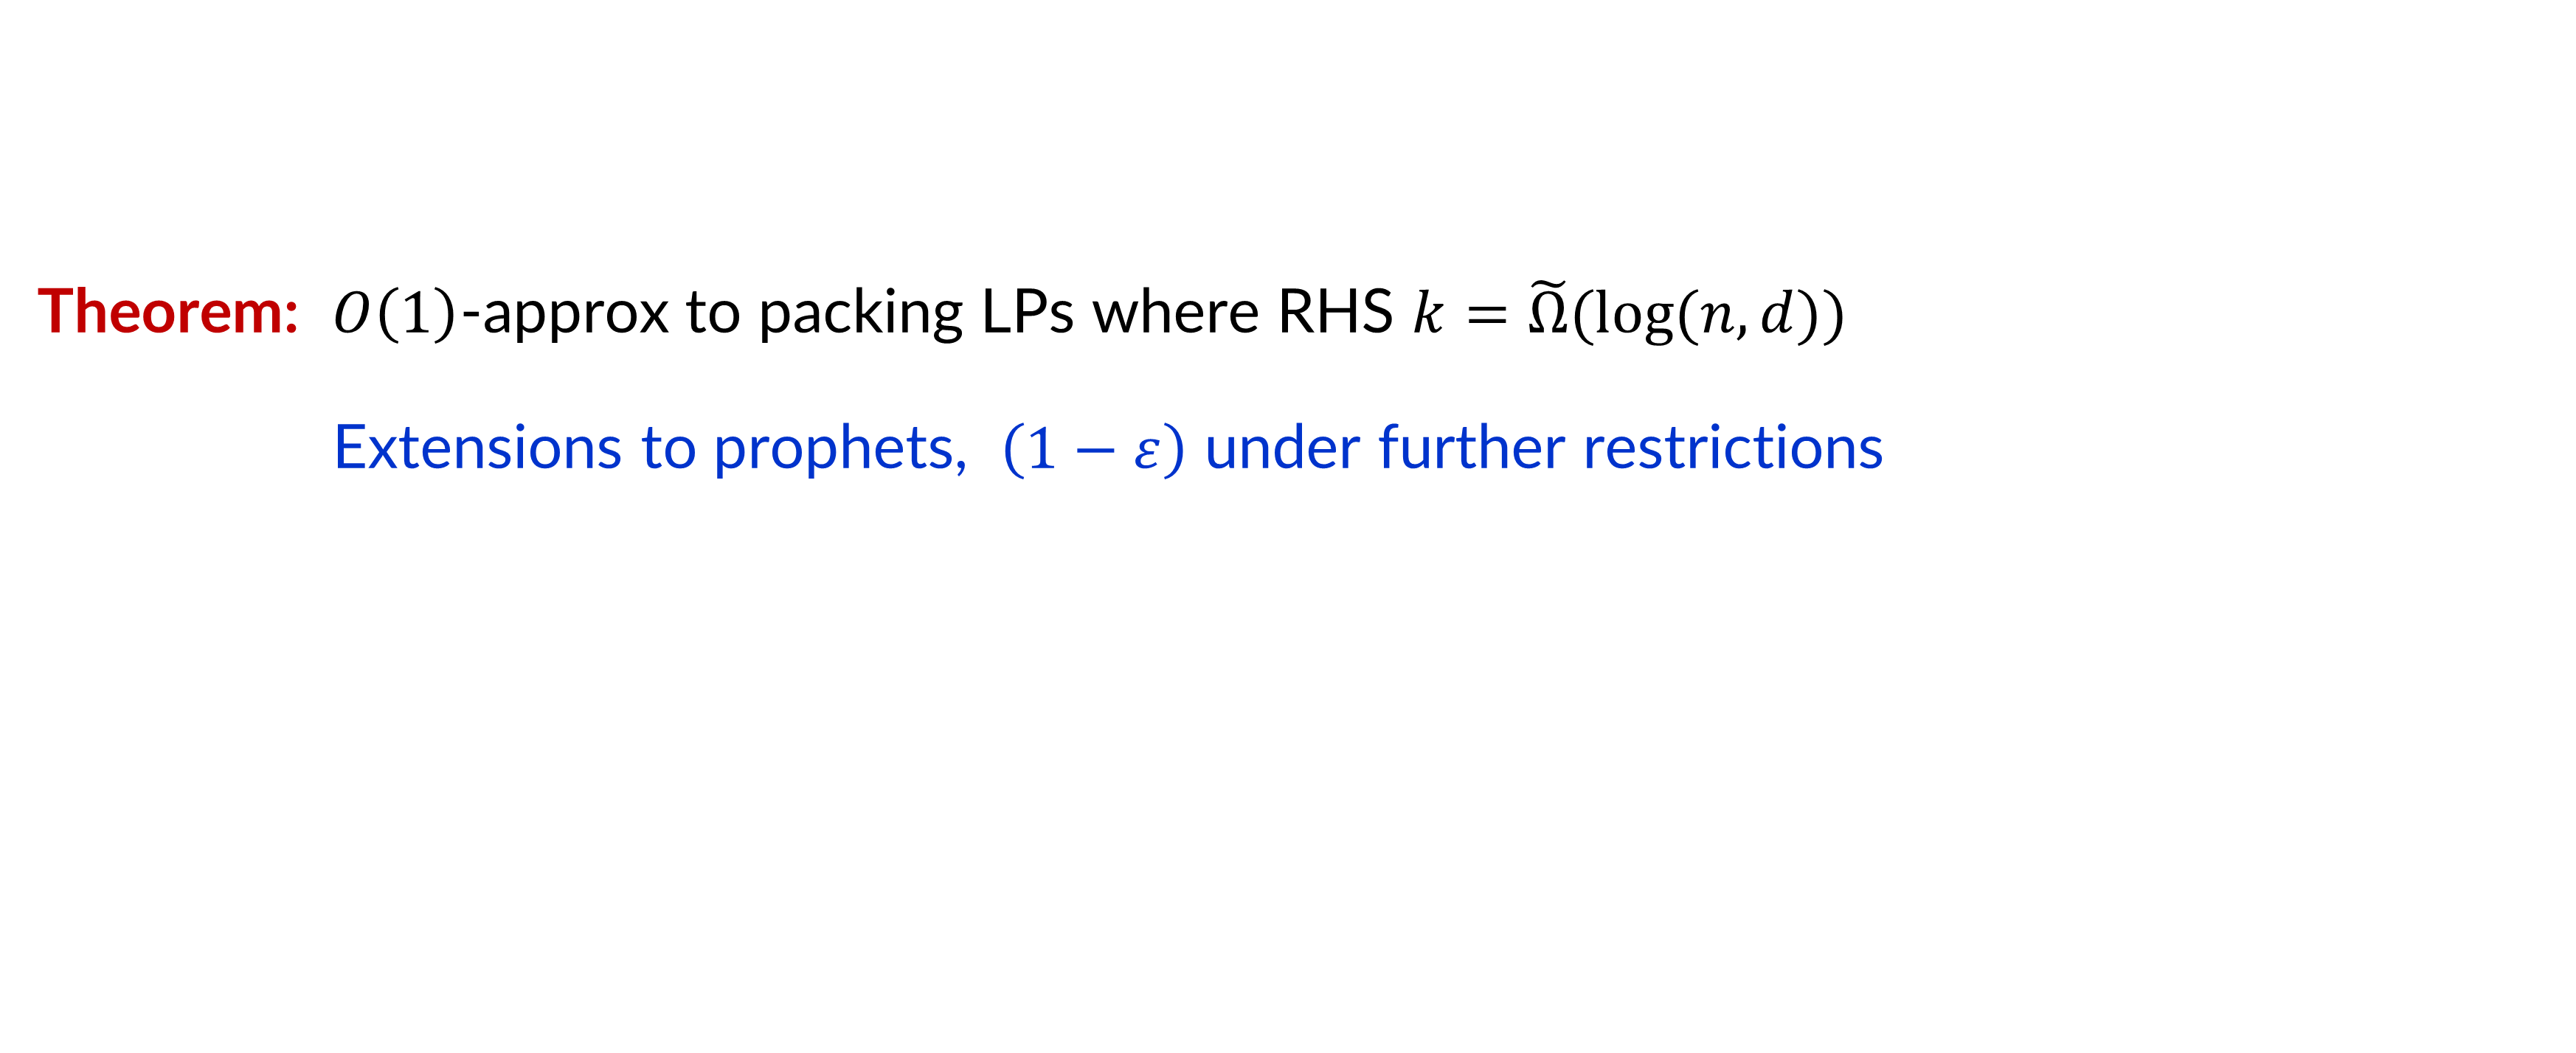 Theorem: O(1)-approx to packing LPs where RHS k = Ω̃(log(n, d))
Extensions to prophets, (1 − ε) under further restrictions